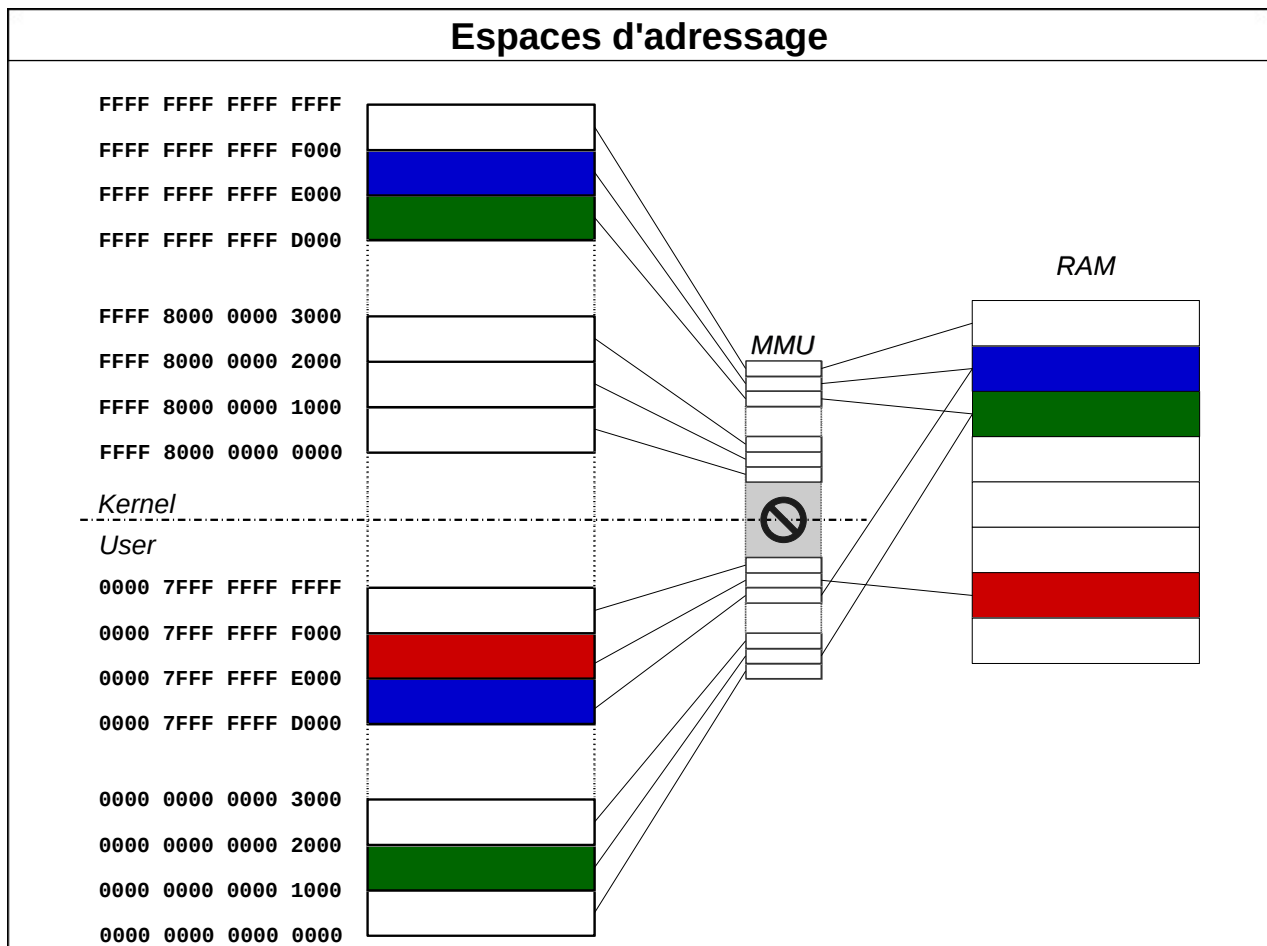 Espaces d'adressage
FFFF FFFF FFFF FFFF
FFFF FFFF FFFF F000
FFFF FFFF FFFF E000
FFFF FFFF FFFF D000
RAM
FFFF 8000 0000 3000
MMU
FFFF 8000 0000 2000
FFFF 8000 0000 1000
FFFF 8000 0000 0000
Kernel
User
0000 7FFF FFFF FFFF
0000 7FFF FFFF F000
0000 7FFF FFFF E000
0000 7FFF FFFF D000
0000 0000 0000 3000
0000 0000 0000 2000
0000 0000 0000 1000
0000 0000 0000 0000